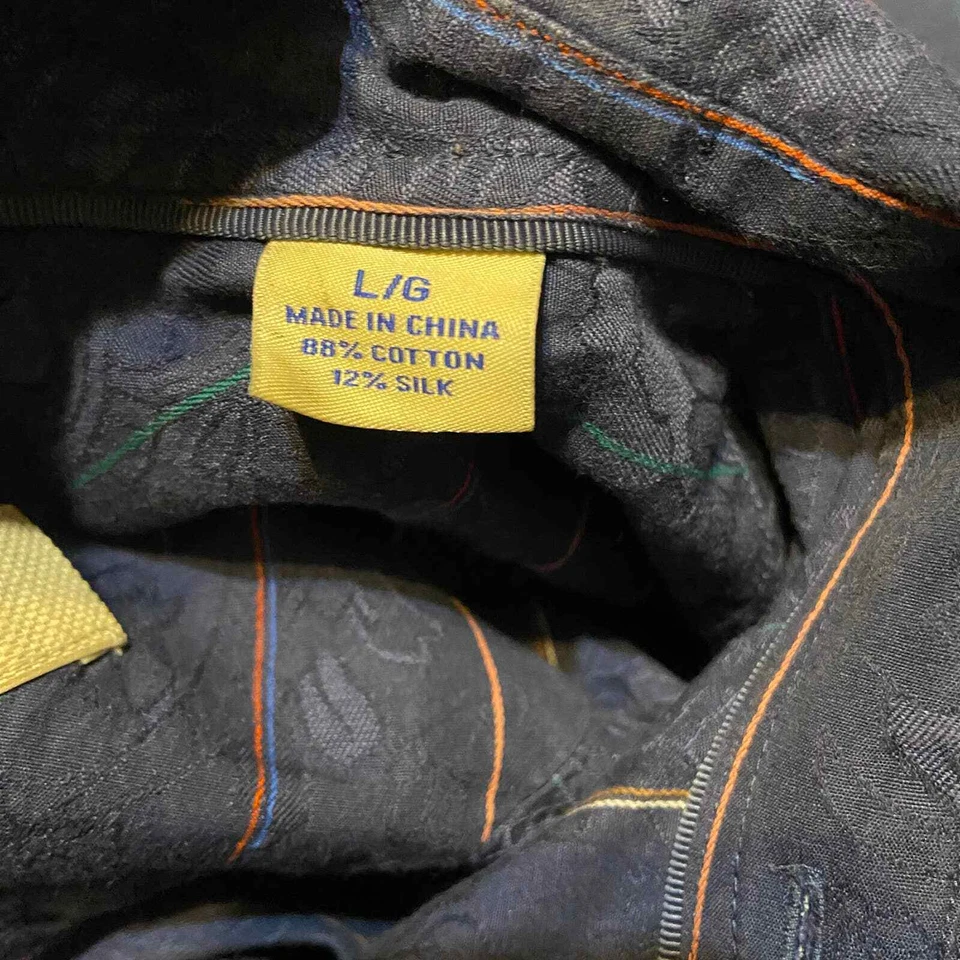 L/G
MADE IN CHINA
88% COTTON
12% SILK